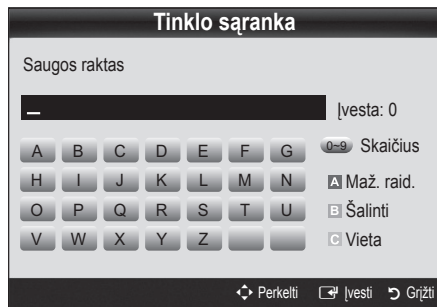 Tinklo sąranka
Saugos raktas
_ Įvesta: 0
A B C D E F G 0~9 Skaičius
H I J K L M N A Maž. raid.
O P Q R S T U B Šalinti
V W X Y Z C Vieta
Perkelti Įvesti Grįžti